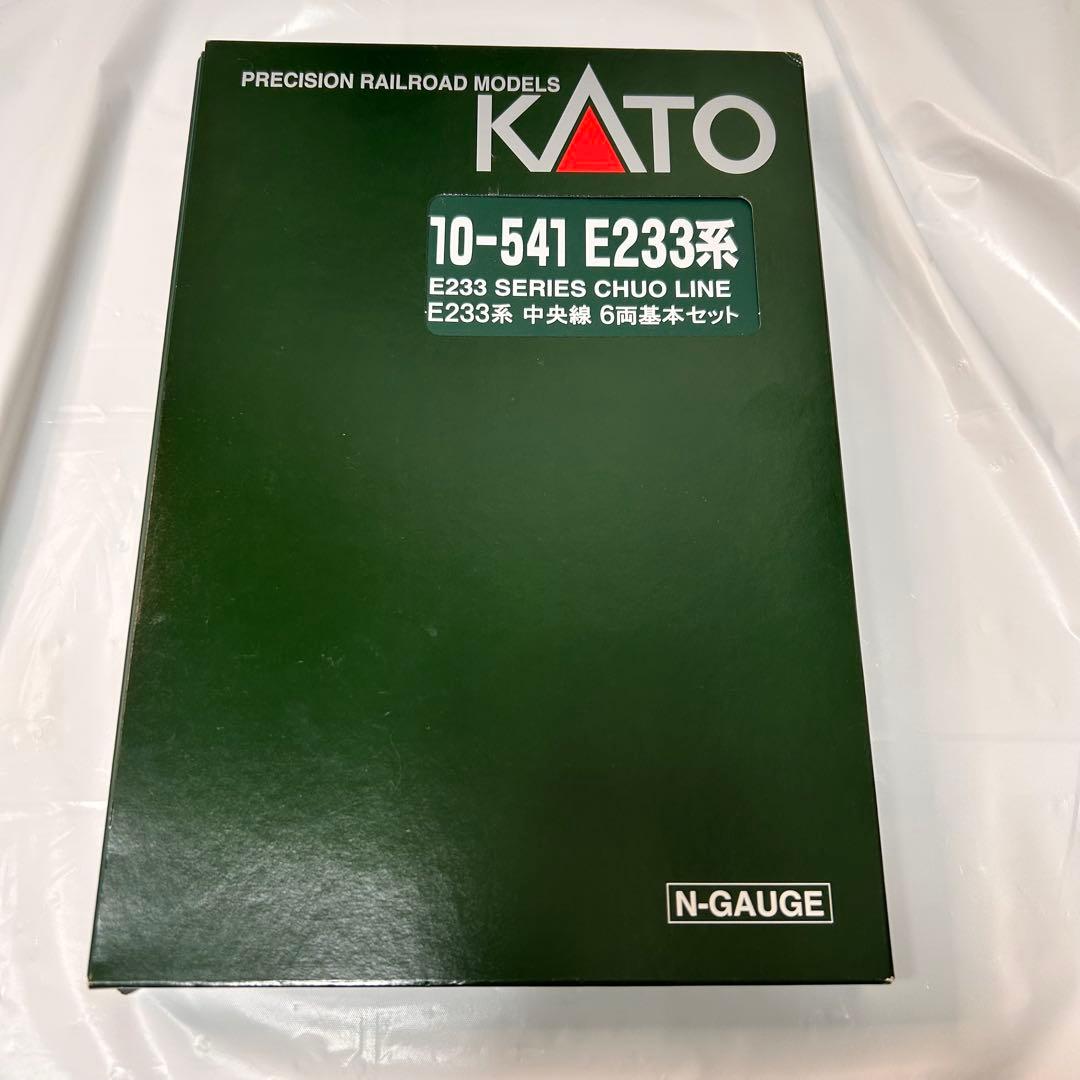 PRECISION RAILROAD MODELS
KATO
10-541 E233系
E233 SERIES CHUO LINE
E233系 中央線 6両基本セット
N-GAUGE